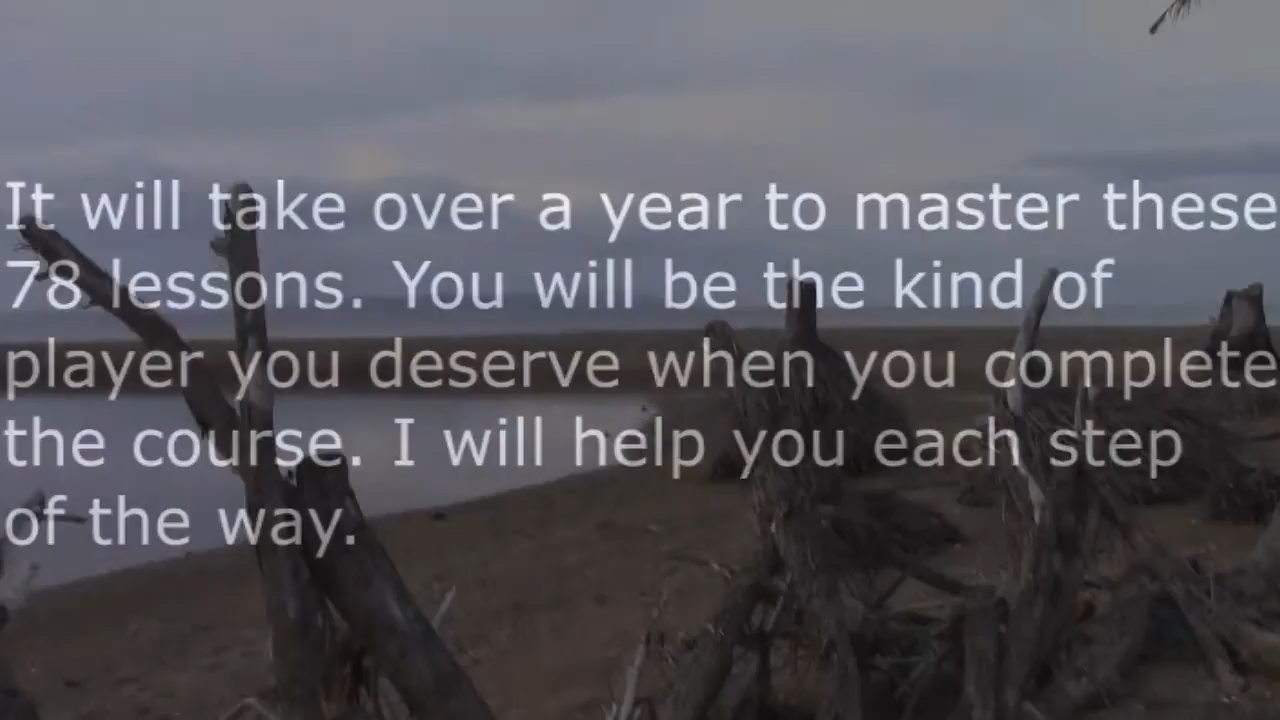 It will take over a year to master these
78 lessons. You will be the kind of
player you deserve when you complete
the course. I will help you each step
of the way.